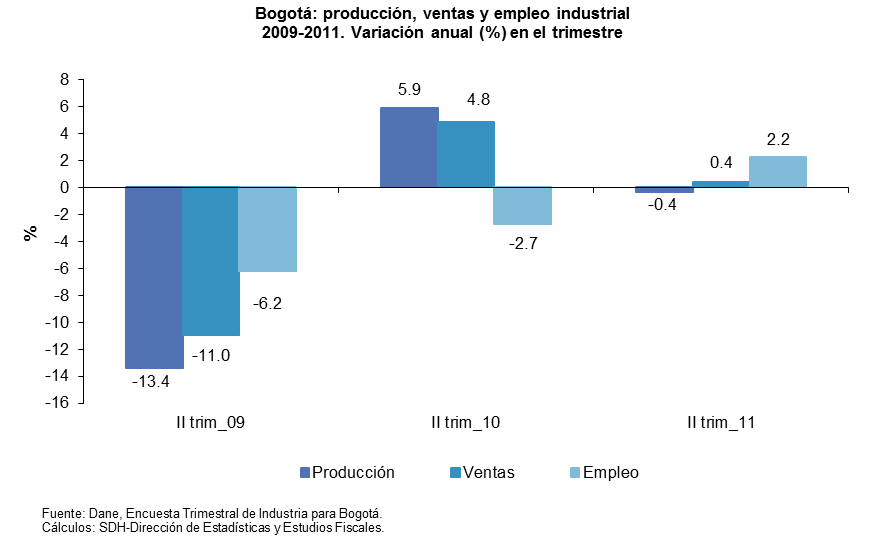 Bogotá: producción, ventas y empleo industrial
2009-2011. Variación anual (%) en el trimestre
8
6
4
2
0
-2
-4
-6
-8
-10
-12
-14
-16
%
5.9
4.8
2.2
0.4
-0.4
-2.7
-6.2
-11.0
-13.4
II trim_09
II trim_10
II trim_11
Producción
Ventas
Empleo
Fuente: Dane, Encuesta Trimestral de Industria para Bogotá.
Cálculos: SDH-Dirección de Estadísticas y Estudios Fiscales.